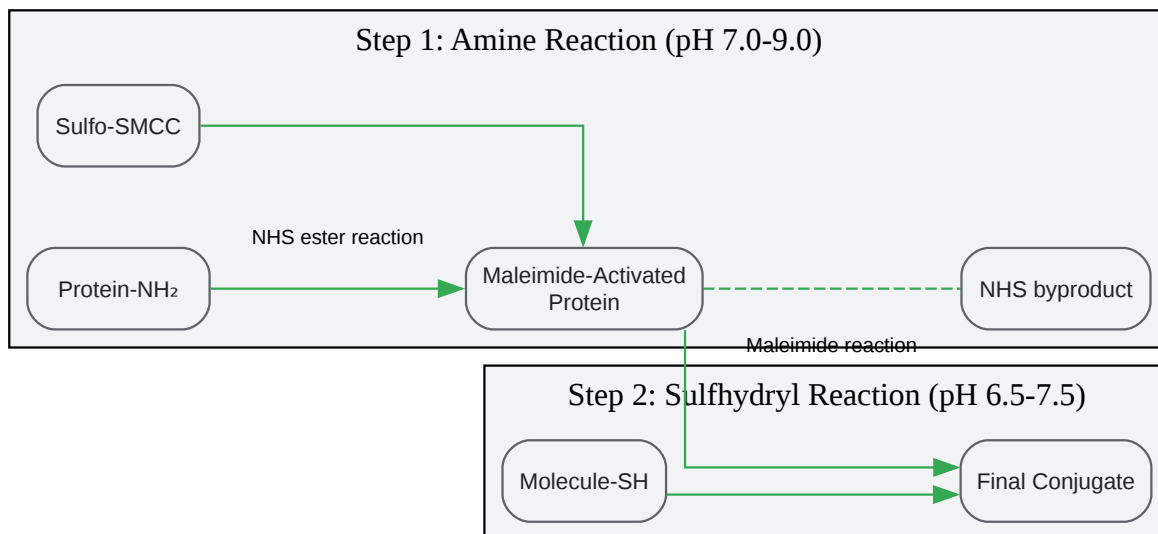 Step 1: Amine Reaction (pH 7.0-9.0)
Sulfo-SMCC
NHS ester reaction
Protein-NH₂
Maleimide-Activated
Protein
NHS byproduct
Maleimide reaction
Step 2: Sulfhydryl Reaction (pH 6.5-7.5)
Molecule-SH
Final Conjugate